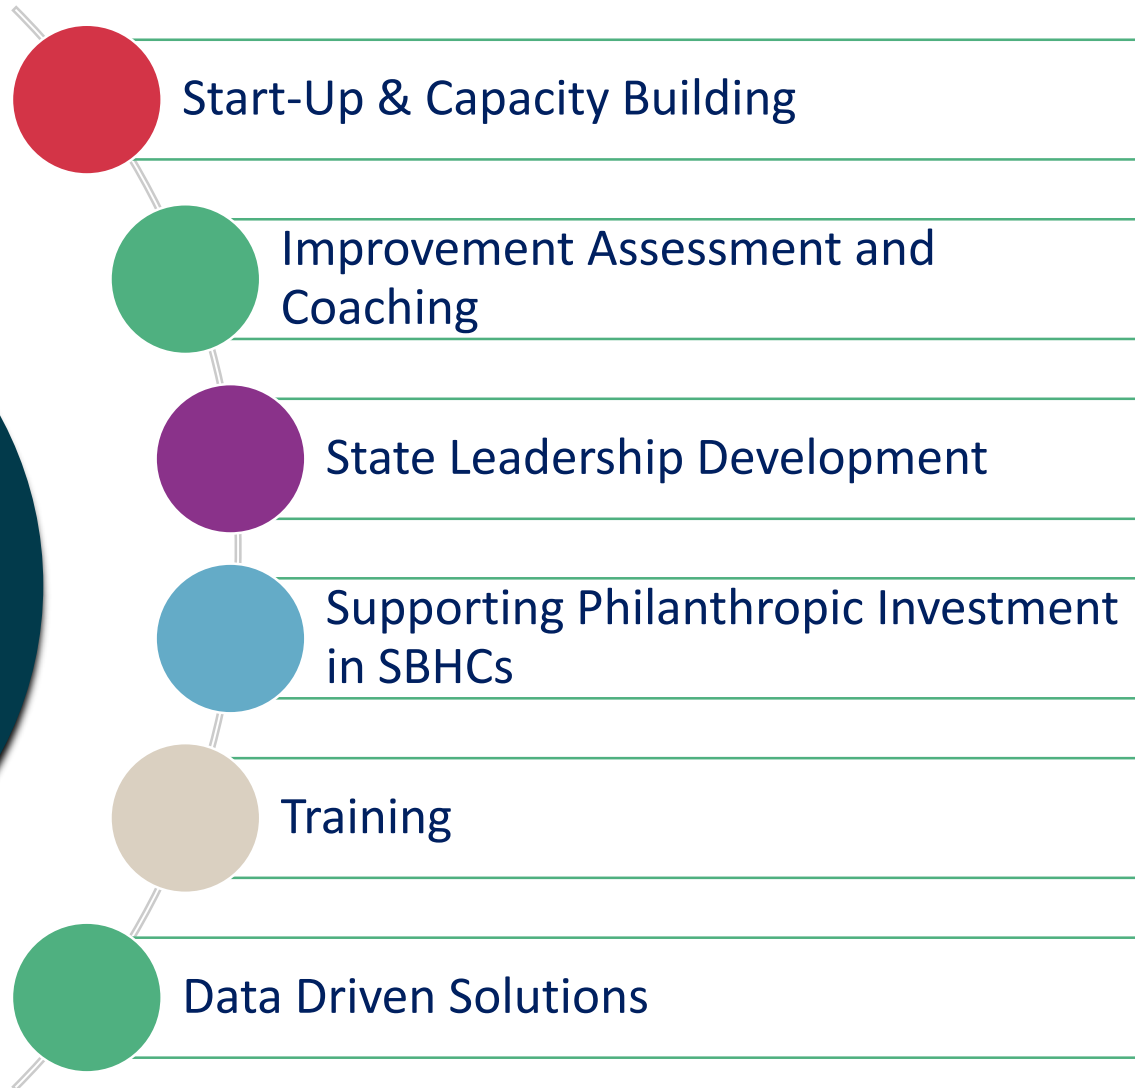 Start-Up & Capacity Building
Improvement Assessment and
Coaching
State Leadership Development
Supporting Philanthropic Investment
in SBHCs
Training
Data Driven Solutions